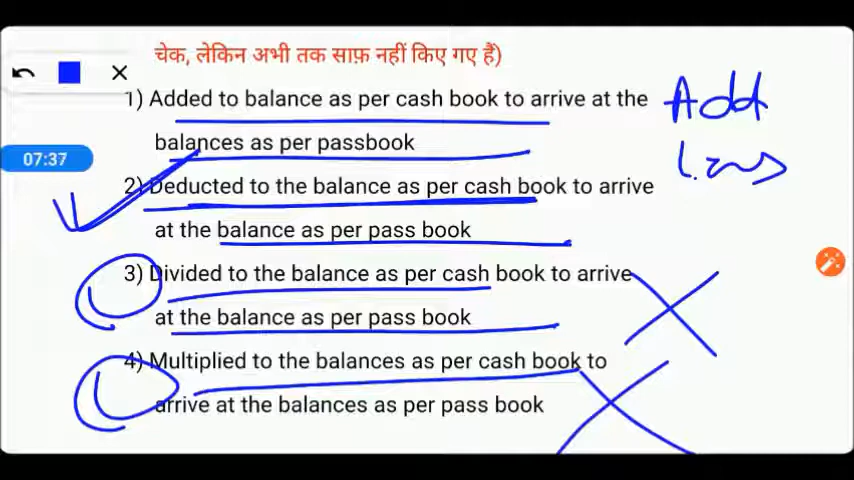 चेक, लेकिन अभी तक साफ़ नहीं किए गए हैं)
1) Added to balance as per cash book to arrive at the
balances as per passbook
Add
07:37
Less
2) Deducted to the balance as per cash book to arrive
at the balance as per pass book
3) Divided to the balance as per cash book to arrive
at the balance as per pass book
4) Multiplied to the balances as per cash book to
arrive at the balances as per pass book